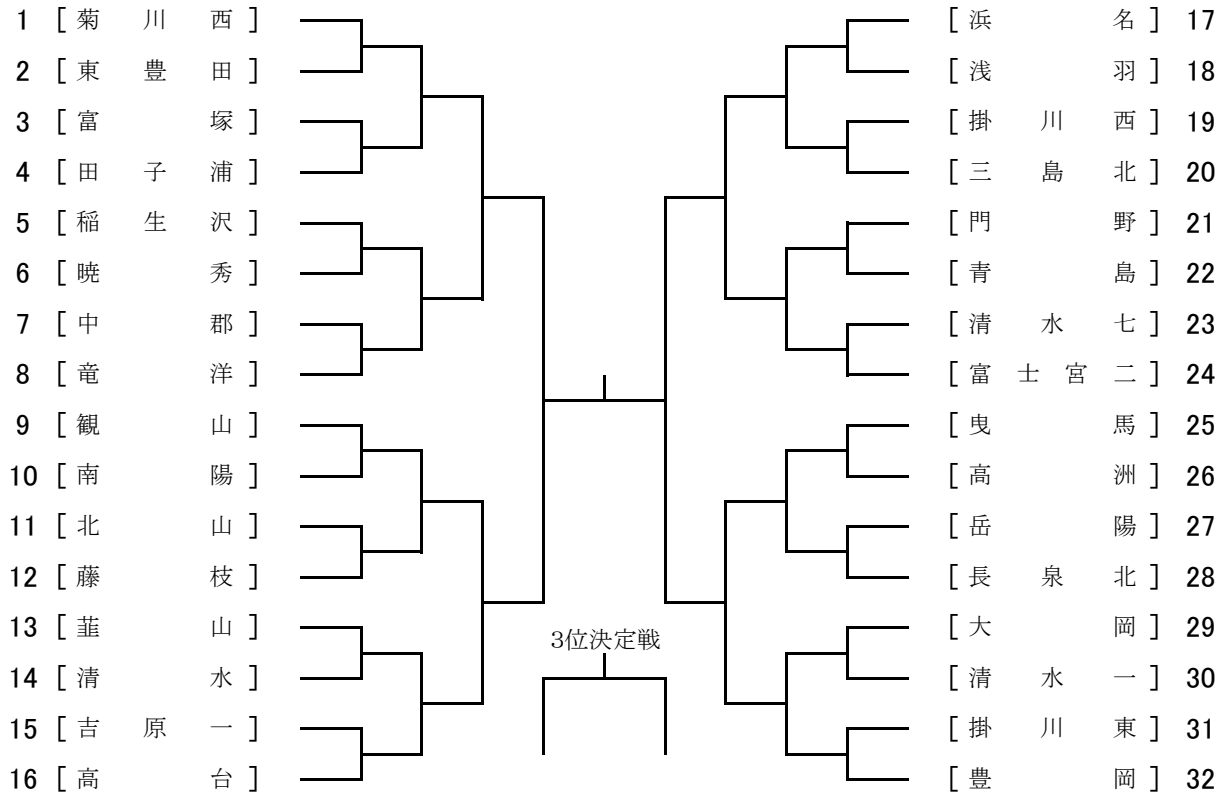 1 [菊川西]
2 [東豊田]
3 [富塚]
4 [田子浦]
5 [稲生沢]
6 [暁秀]
7 [中郡]
8 [竜洋]
9 [観山]
10 [南陽]
11 [北山]
12 [藤枝]
13 [韮山]
14 [清水]
15 [吉原一]
16 [高台]
3位決定戦
[浜名] 17
[浅羽] 18
[掛川西] 19
[三島北] 20
[門野] 21
[青島] 22
[清水七] 23
[富士宮二] 24
[曳馬] 25
[高洲] 26
[岳陽] 27
[長泉北] 28
[大岡] 29
[清水一] 30
[掛川東] 31
[豊岡] 32